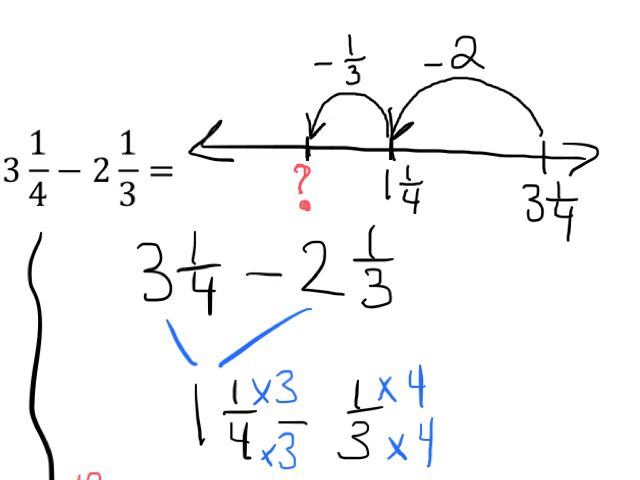 -1/3 -2
3 1/4 − 2 1/3 =
? 1 1/4 3 1/4
3 1/4 − 2 1/3
1 1/4 ×3 ×3 − 1/3 ×4 ×4